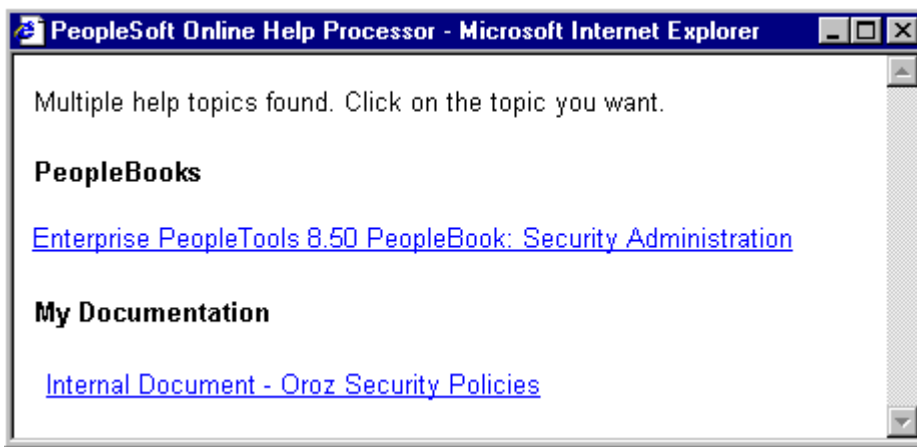 PeopleSoft Online Help Processor - Microsoft Internet Explorer
Multiple help topics found. Click on the topic you want.
PeopleBooks
Enterprise PeopleTools 8.50 PeopleBook: Security Administration
My Documentation
Internal Document - Oroz Security Policies